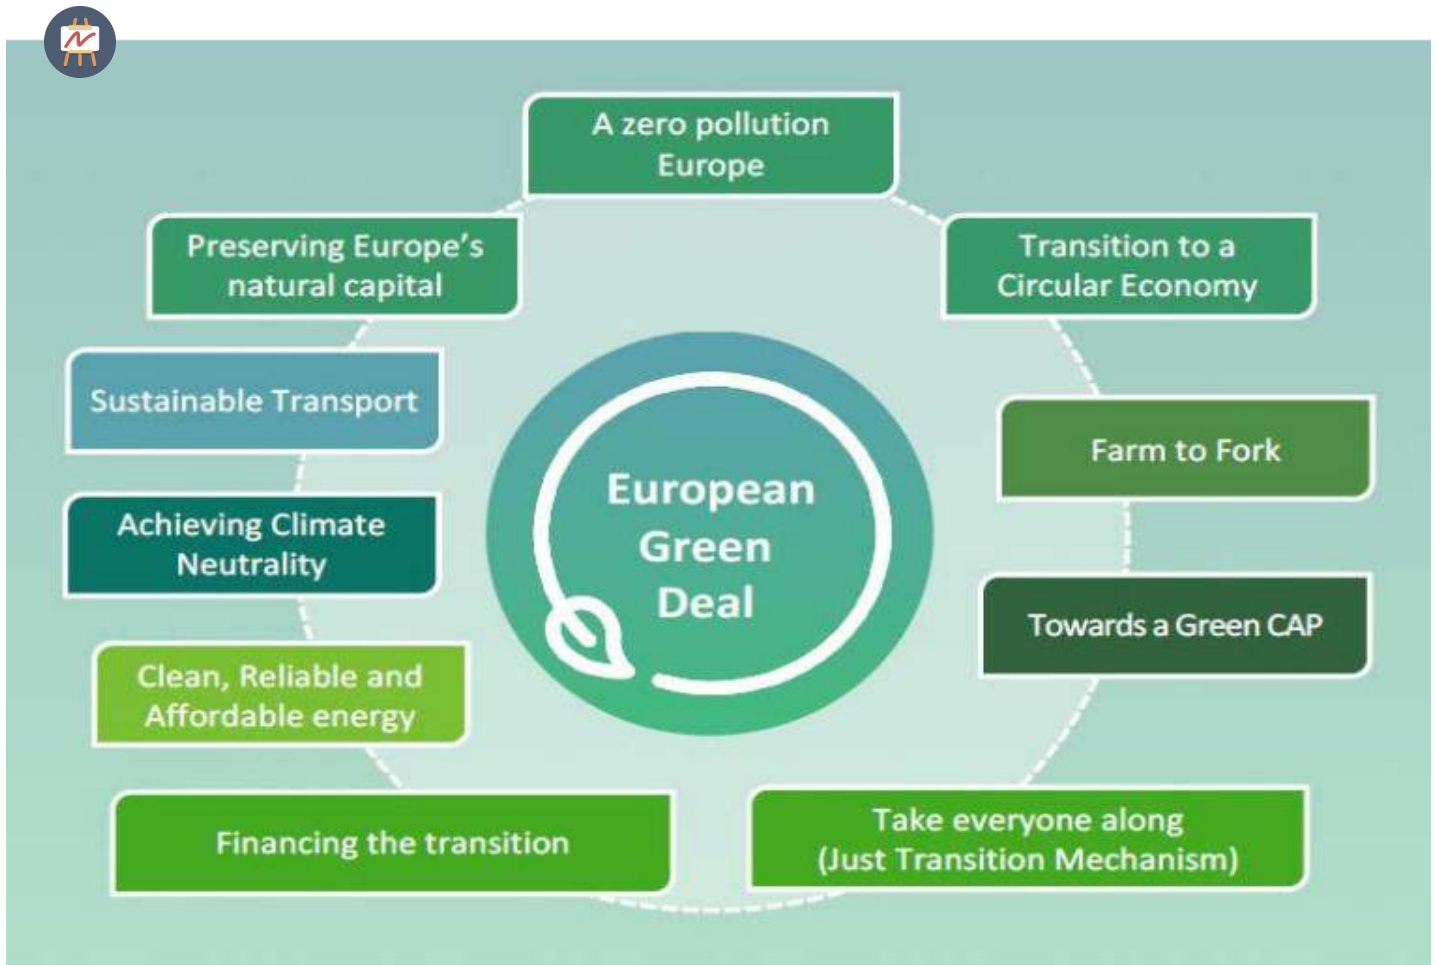 A zero pollution
Europe
Preserving Europe's
natural capital
Transition to a
Circular Economy
Sustainable Transport
Farm to Fork
European
Green
Deal
Achieving Climate
Neutrality
Towards a Green CAP
Clean, Reliable and
Affordable energy
Financing the transition
Take everyone along
(Just Transition Mechanism)